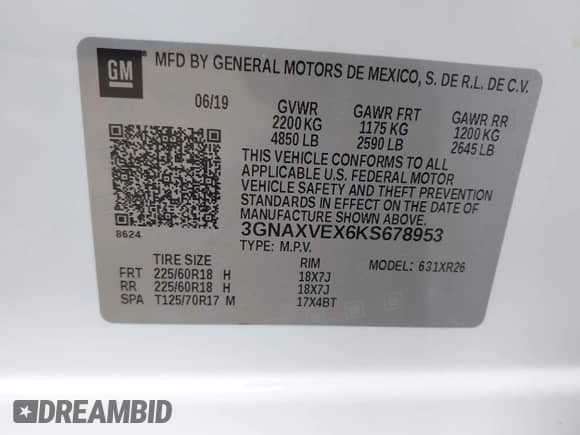 GM
MFD BY GENERAL MOTORS DE MEXICO, S. DE R.L. DE C.V.
06/19 GVWR GAWR FRT GAWR RR
2200 KG 1175 KG 1200 KG
4850 LB 2590 LB 2645 LB
THIS VEHICLE CONFORMS TO ALL
APPLICABLE U.S. FEDERAL MOTOR
VEHICLE SAFETY AND THEFT PREVENTION
STANDARDS IN EFFECT ON THE DATE OF
MANUFACTURE SHOWN ABOVE.
8624 3GNAXVEX6KS678953
TYPE: M.P.V.
TIRE SIZE RIM MODEL: 631XR26
FRT 225/60R18 H 18X7J
RR 225/60R18 H 18X7J
SPA T125/70R17 M 17X4BT
DREAMBID